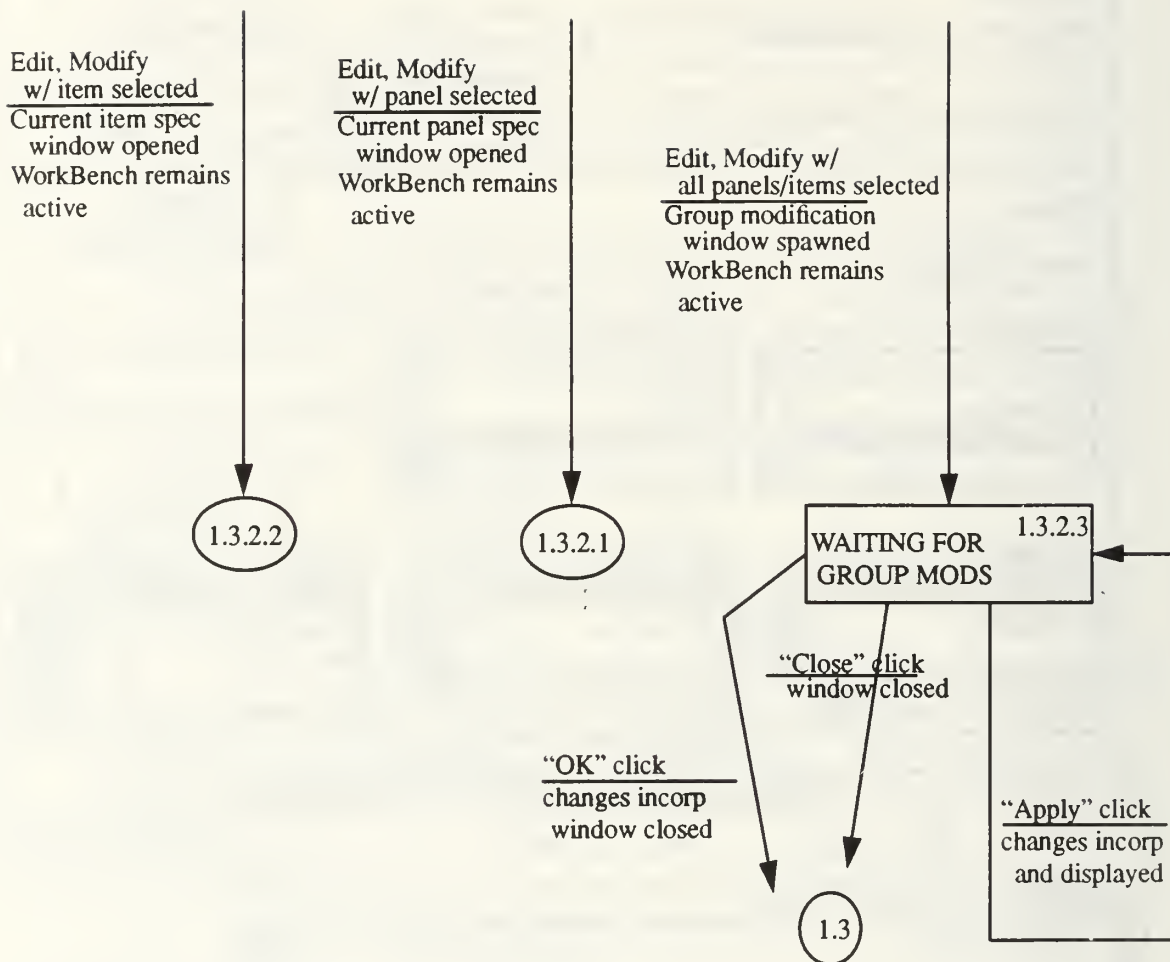 Edit, Modify
w/ item selected
Current item spec
window opened
WorkBench remains
active
Edit, Modify
w/ panel selected
Current panel spec
window opened
WorkBench remains
active
Edit, Modify w/
all panels/items selected
Group modification
window spawned
WorkBench remains
active
1.3.2.2
1.3.2.1
1.3.2.3
WAITING FOR
GROUP MODS
“Close” click
window closed
“OK” click
changes incorp
window closed
“Apply” click
changes incorp
and displayed
1.3